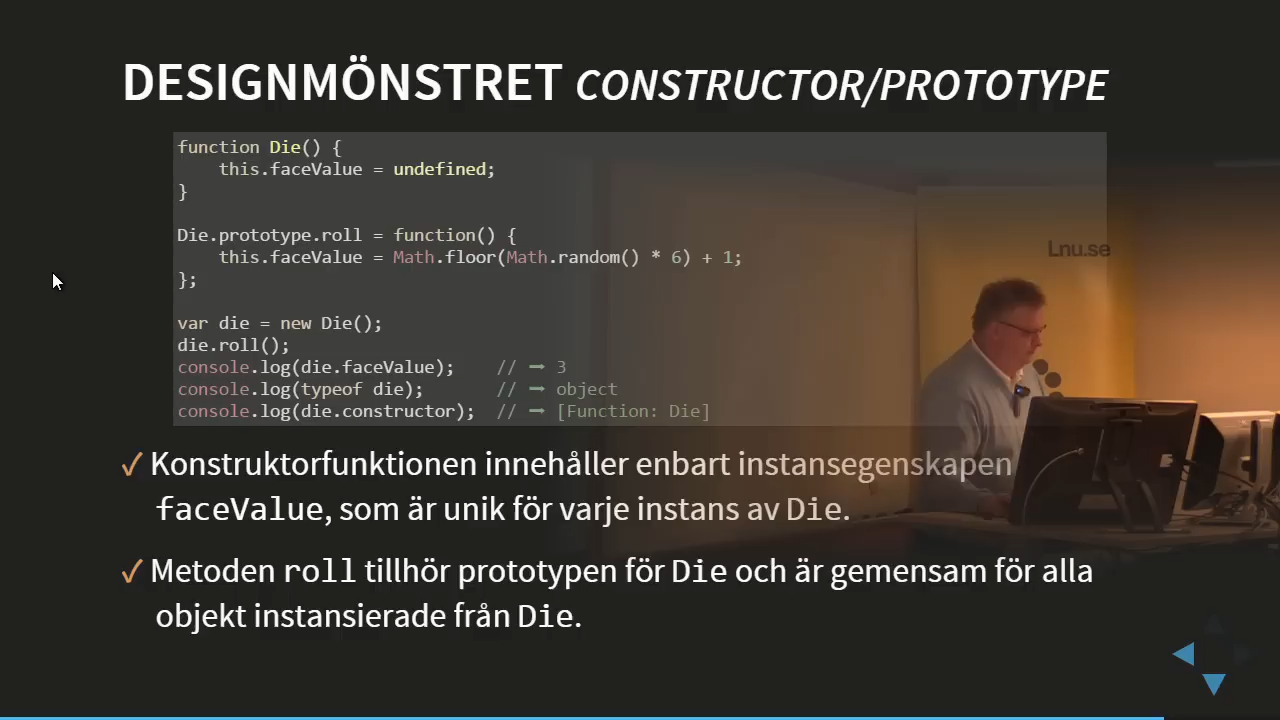 DESIGNMÖNSTRET CONSTRUCTOR/PROTOTYPE
function Die() {
    this.faceValue = undefined;
}
Die.prototype.roll = function() {
    this.faceValue = Math.floor(Math.random() * 6) + 1;
};
var die = new Die();
die.roll();
console.log(die.faceValue);    // ➞ 3
console.log(typeof die);       // ➞ object
console.log(die.constructor);  // ➞ [Function: Die]
Lnu.se
✓ Konstruktorfunktionen innehåller enbart instansegenskapen
faceValue, som är unik för varje instans av Die.
✓ Metoden roll tillhör prototypen för Die och är gemensam för alla
objekt instansierade från Die.